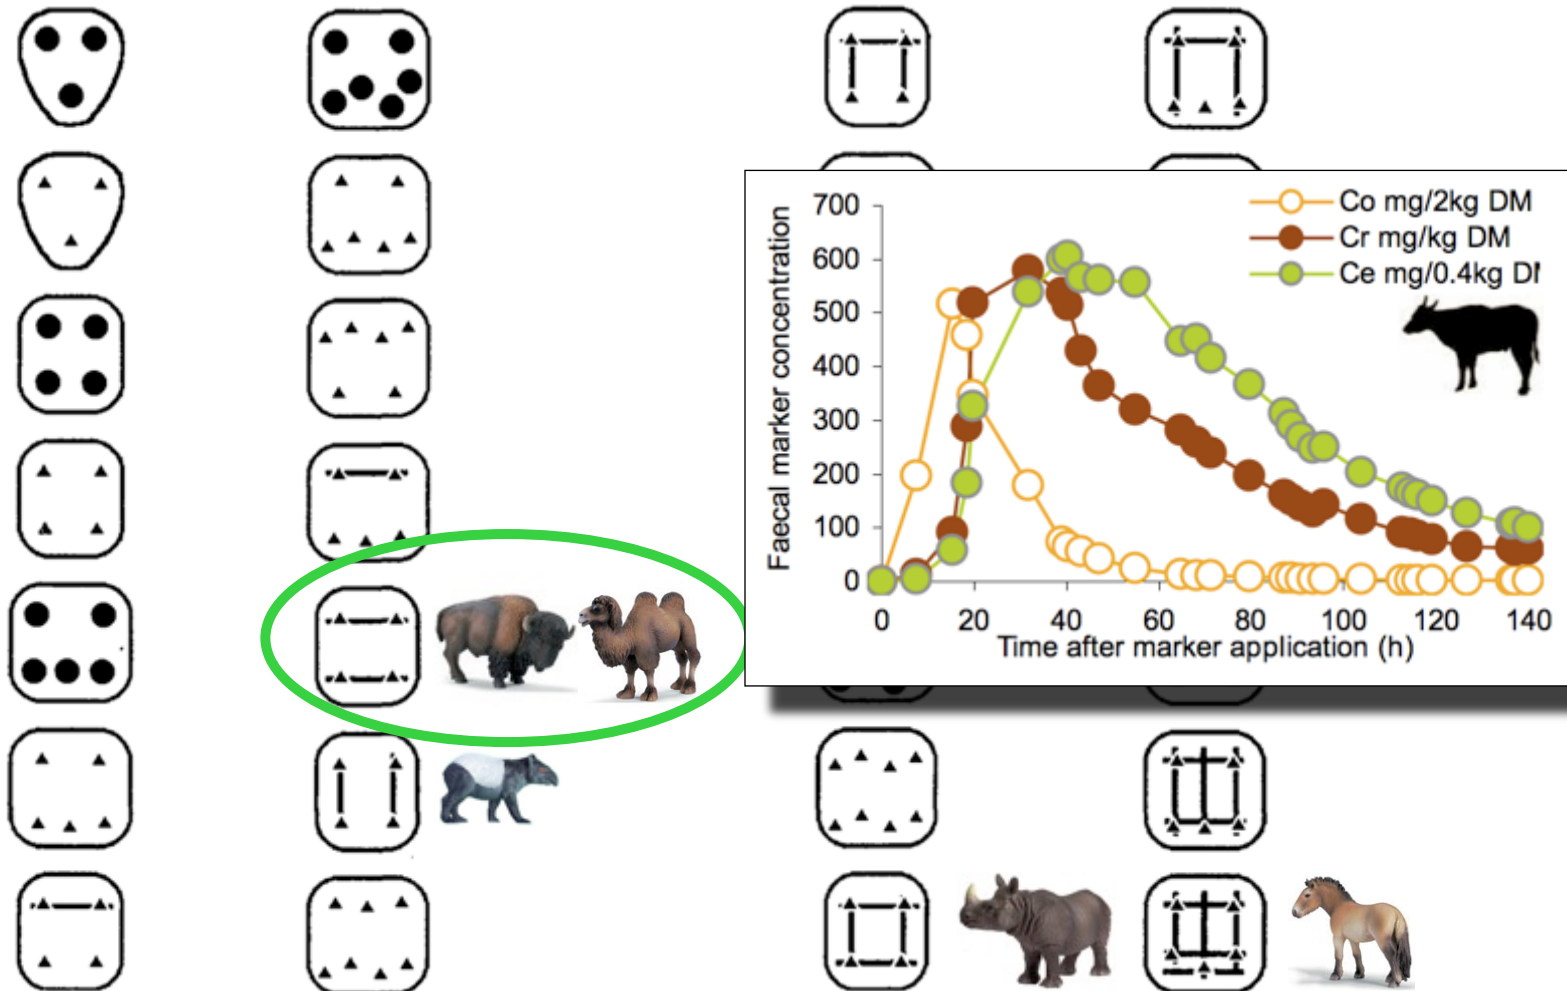 Co mg/2kg DM
Cr mg/kg DM
Ce mg/0.4kg
Faecal marker concentration
700
600
500
400
300
200
100
0
0 20 40 60 80 100 120 140
Time after marker application (h)